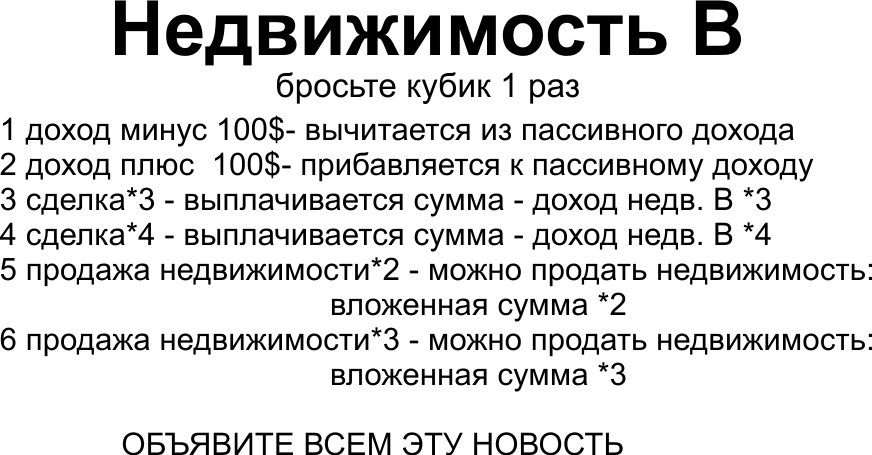 Недвижимость В
бросьте кубик 1 раз
1 доход минус 100$- вычитается из пассивного дохода
2 доход плюс  100$- прибавляется к пассивному доходу
3 сделка*3 - выплачивается сумма - доход недв. В *3
4 сделка*4 - выплачивается сумма - доход недв. В *4
5 продажа недвижимости*2 - можно продать недвижимость:
вложенная сумма *2
6 продажа недвижимости*3 - можно продать недвижимость:
вложенная сумма *3
ОБЪЯВИТЕ ВСЕМ ЭТУ НОВОСТЬ